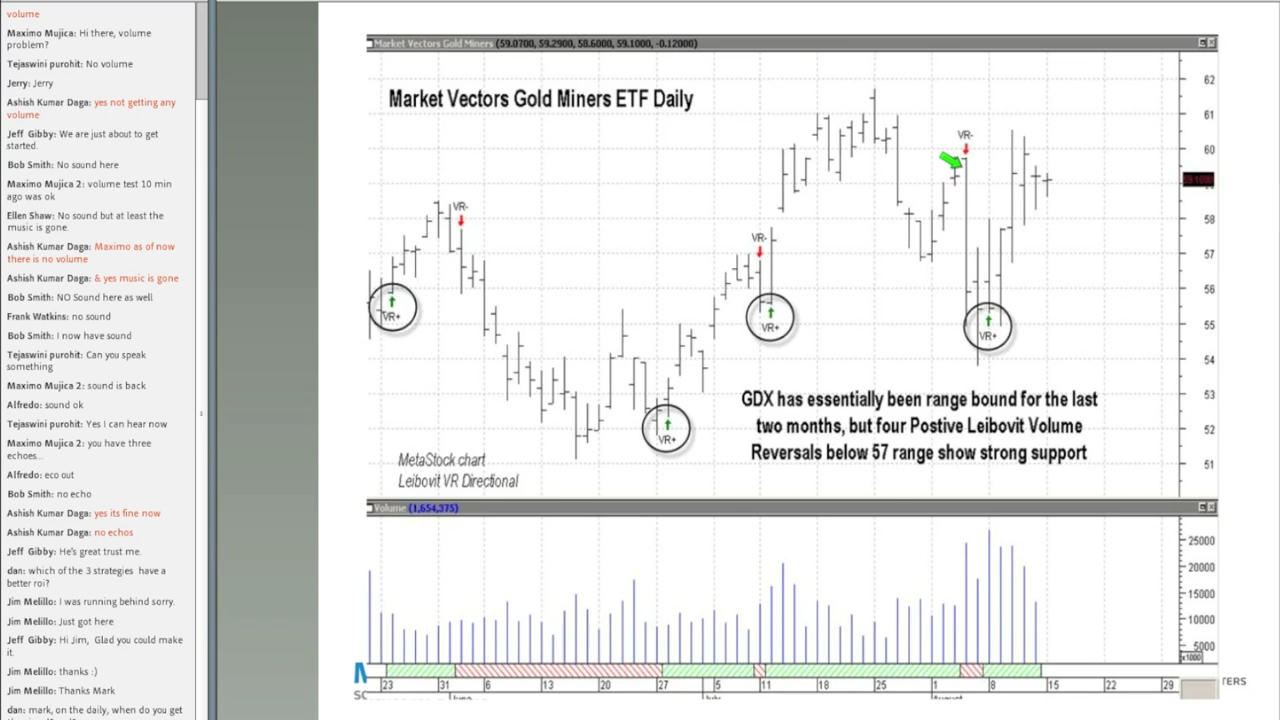 volume
Maximo Mujica: Hi there, volume
problem?
Tejaswini purohit: No volume
Jerry: Jerry
Ashish Kumar Daga: yes not getting any
volume
Jeff Gibby: We are just about to get
started.
Bob Smith: No sound here
Maximo Mujica 2: volume test 10 min
ago was ok
Ellen Shaw: No sound but at least the
music is gone.
Ashish Kumar Daga: Maximo as of now
there is no volume
Ashish Kumar Daga: & yes music is gone
Bob Smith: NO Sound here as well
Frank Watkins: no sound
Bob Smith: I now have sound
Tejaswini purohit: Can you speak
something
Maximo Mujica 2: sound is back
Alfredo: sound ok
Tejaswini purohit: Yes I can hear now
Maximo Mujica 2: you have three
echoes...
Alfredo: eco out
Bob Smith: no echo
Ashish Kumar Daga: yes its fine now
Ashish Kumar Daga: no echos
Jeff Gibby: He's great trust me.
dan: which of the 3 strategies have a
better roi?
Jim Melillo: I was running behind sorry.
Jim Melillo: Just got here
Jeff Gibby: Hi Jim, Glad you could make
it.
Jim Melillo: thanks :)
Jim Melillo: Thanks Mark
dan: mark, on the daily, when do you get
Market Vectors Gold Miners (59.0700, 59.2900, 58.6000, 59.1000, -0.12000)
Market Vectors Gold Miners ETF Daily
62
61
60
58
57
56
55
54
53
52
51
VR-
VR-
VR-
VR+
VR+
VR+
VR+
GDX has essentially been range bound for the last
two months, but four Postive Leibovit Volume
Reversals below 57 range show strong support
MetaStock chart
Leibovit VR Directional
Volume (1,654,375)
25000
20000
15000
10000
5000
x1000
23 31 6 13 20 27 5 11 18 25 1 8 15 22 29
M
TERS